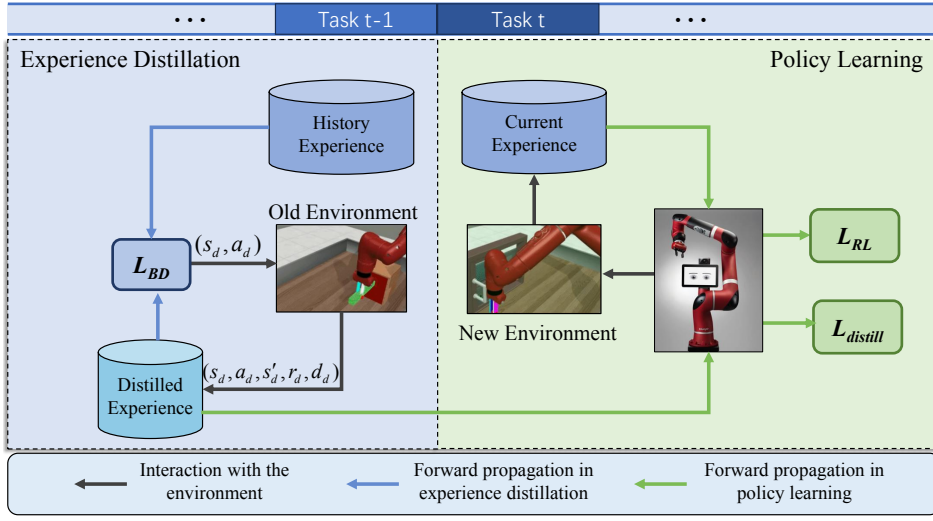 ... Task t-1 Task t ...
Experience Distillation
Policy Learning
History
Experience
Current
Experience
Old Environment
(s_d, a_d)
L_BD
L_RL
New Environment
L_distill
(s_d, a_d, s'_d, r_d, d_d)
Distilled
Experience
Interaction with the
environment
Forward propagation in
experience distillation
Forward propagation in
policy learning